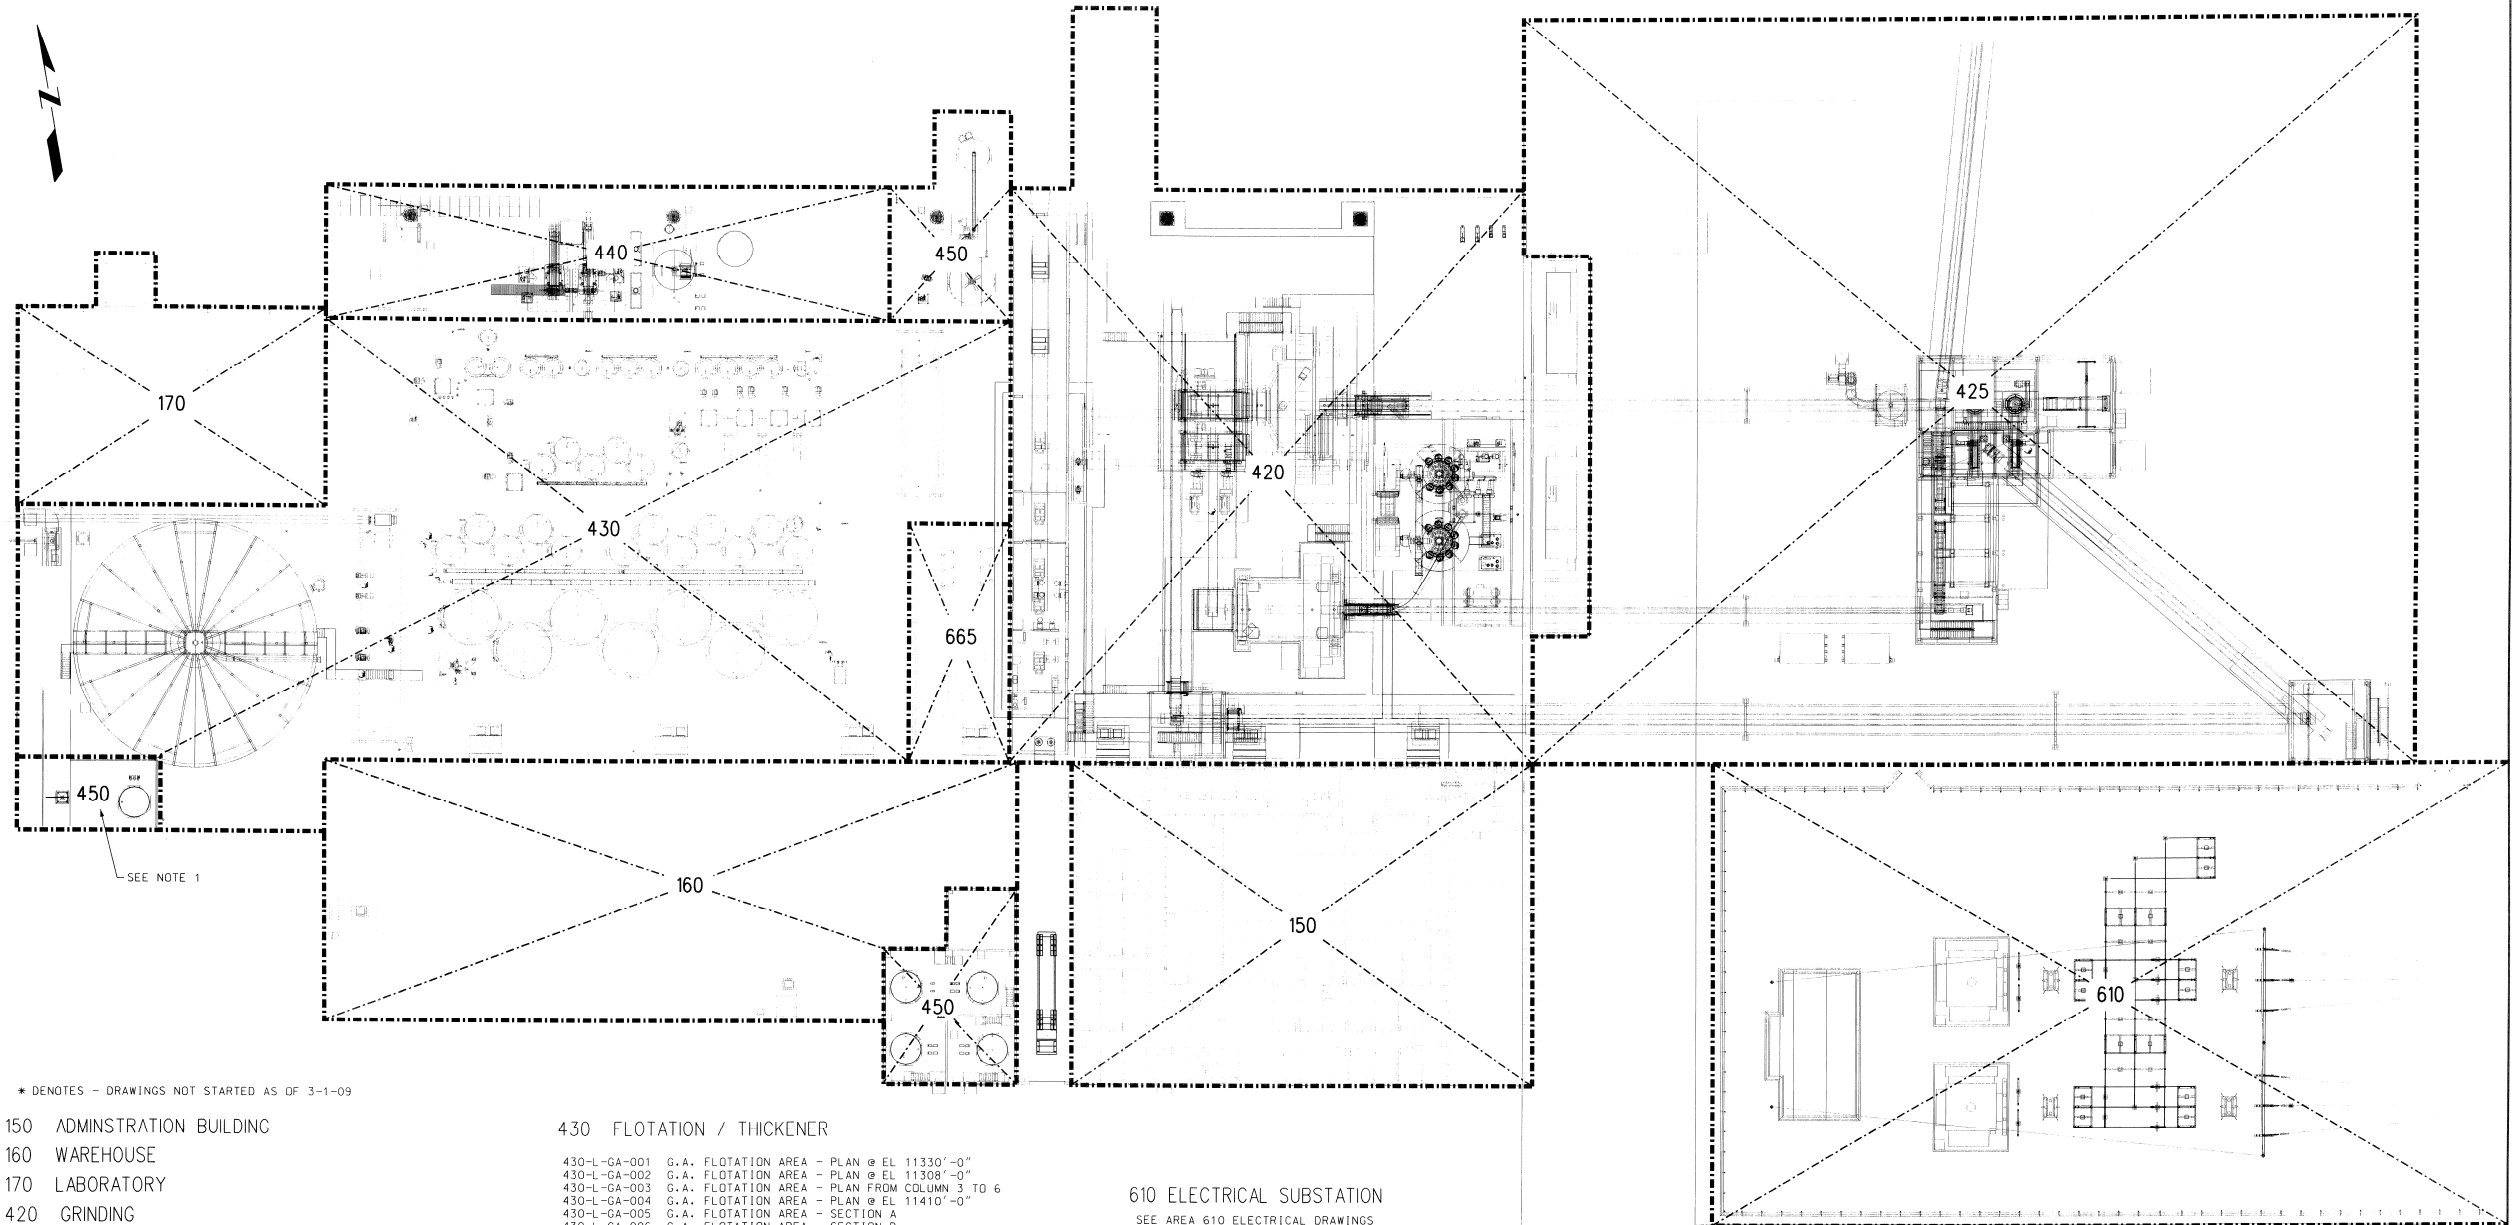 440
450
170
425
420
430
665
450
SEE NOTE 1
160
150
450
610
* DENOTES - DRAWINGS NOT STARTED AS OF 3-1-09
150 ADMINSTRATION BUILDING
160 WAREHOUSE
170 LABORATORY
420 GRINDING
430 FLOTATION / THICKENER
430-L-GA-001 G.A. FLOTATION AREA - PLAN @ EL 11330'-0"
430-L-GA-002 G.A. FLOTATION AREA - PLAN @ EL 11308'-0"
430-L-GA-003 G.A. FLOTATION AREA - PLAN FROM COLUMN 3 TO 6
430-L-GA-004 G.A. FLOTATION AREA - PLAN @ EL 11410'-0"
430-L-GA-005 G.A. FLOTATION AREA - SECTION A
610 ELECTRICAL SUBSTATION
SEE AREA 610 ELECTRICAL DRAWINGS